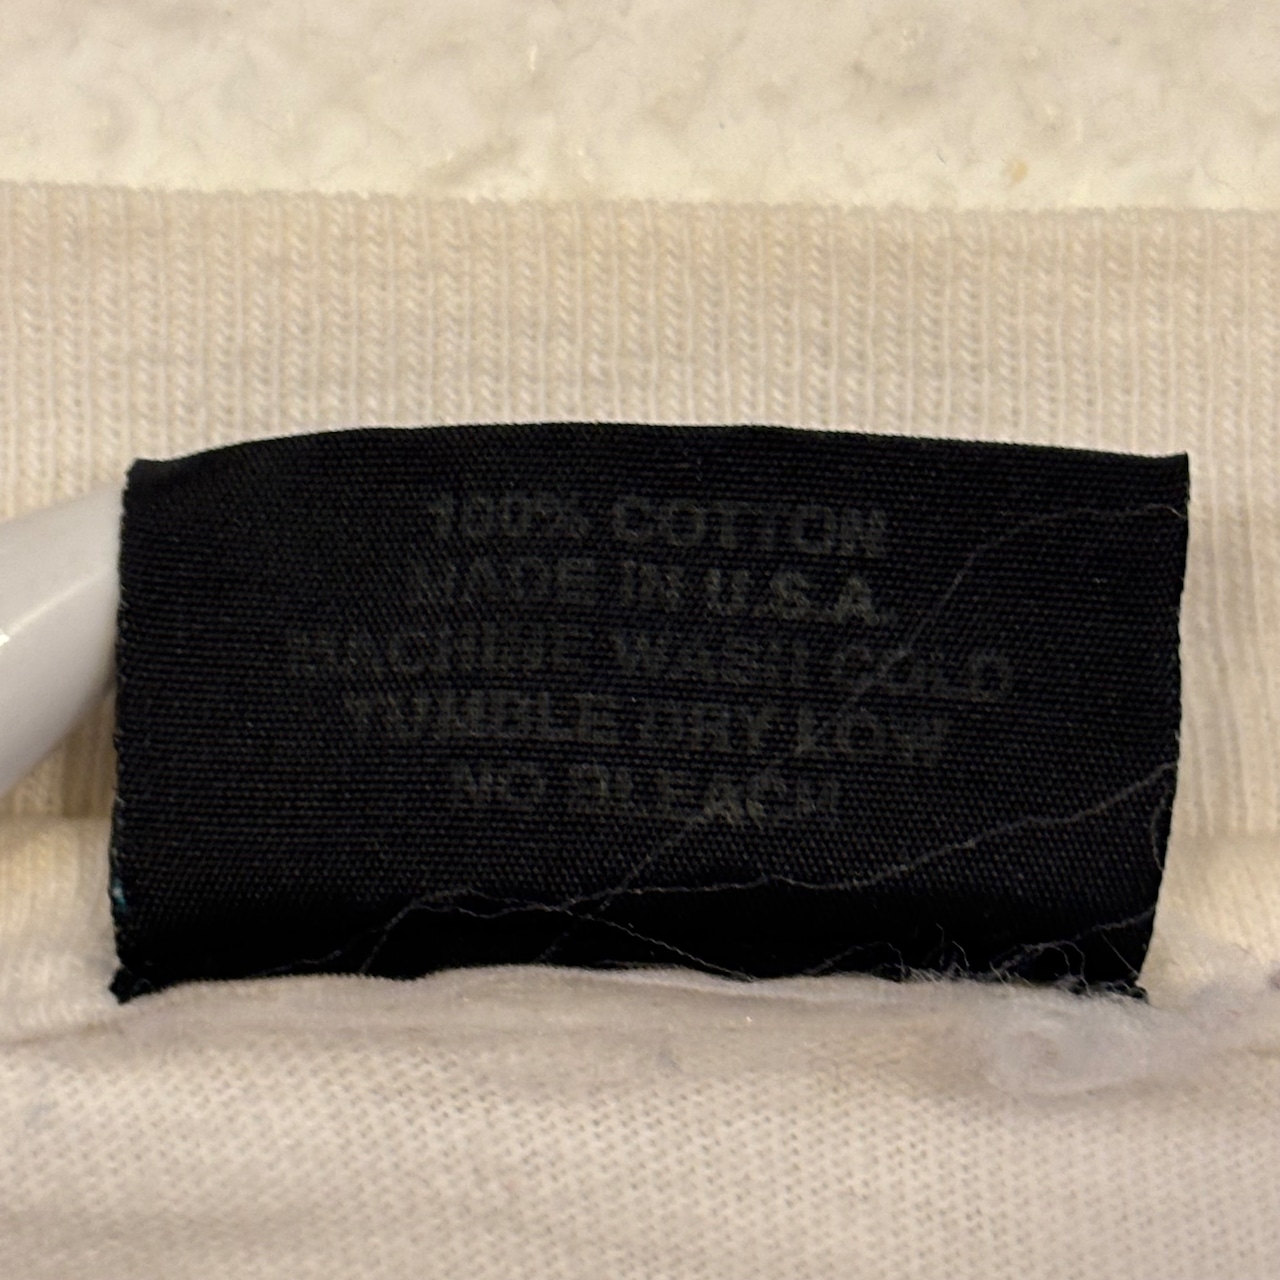 100% COTTON
MADE IN U.S.A.
MACHINE WASH COLD
TUMBLE DRY LOW
NO BLEACH